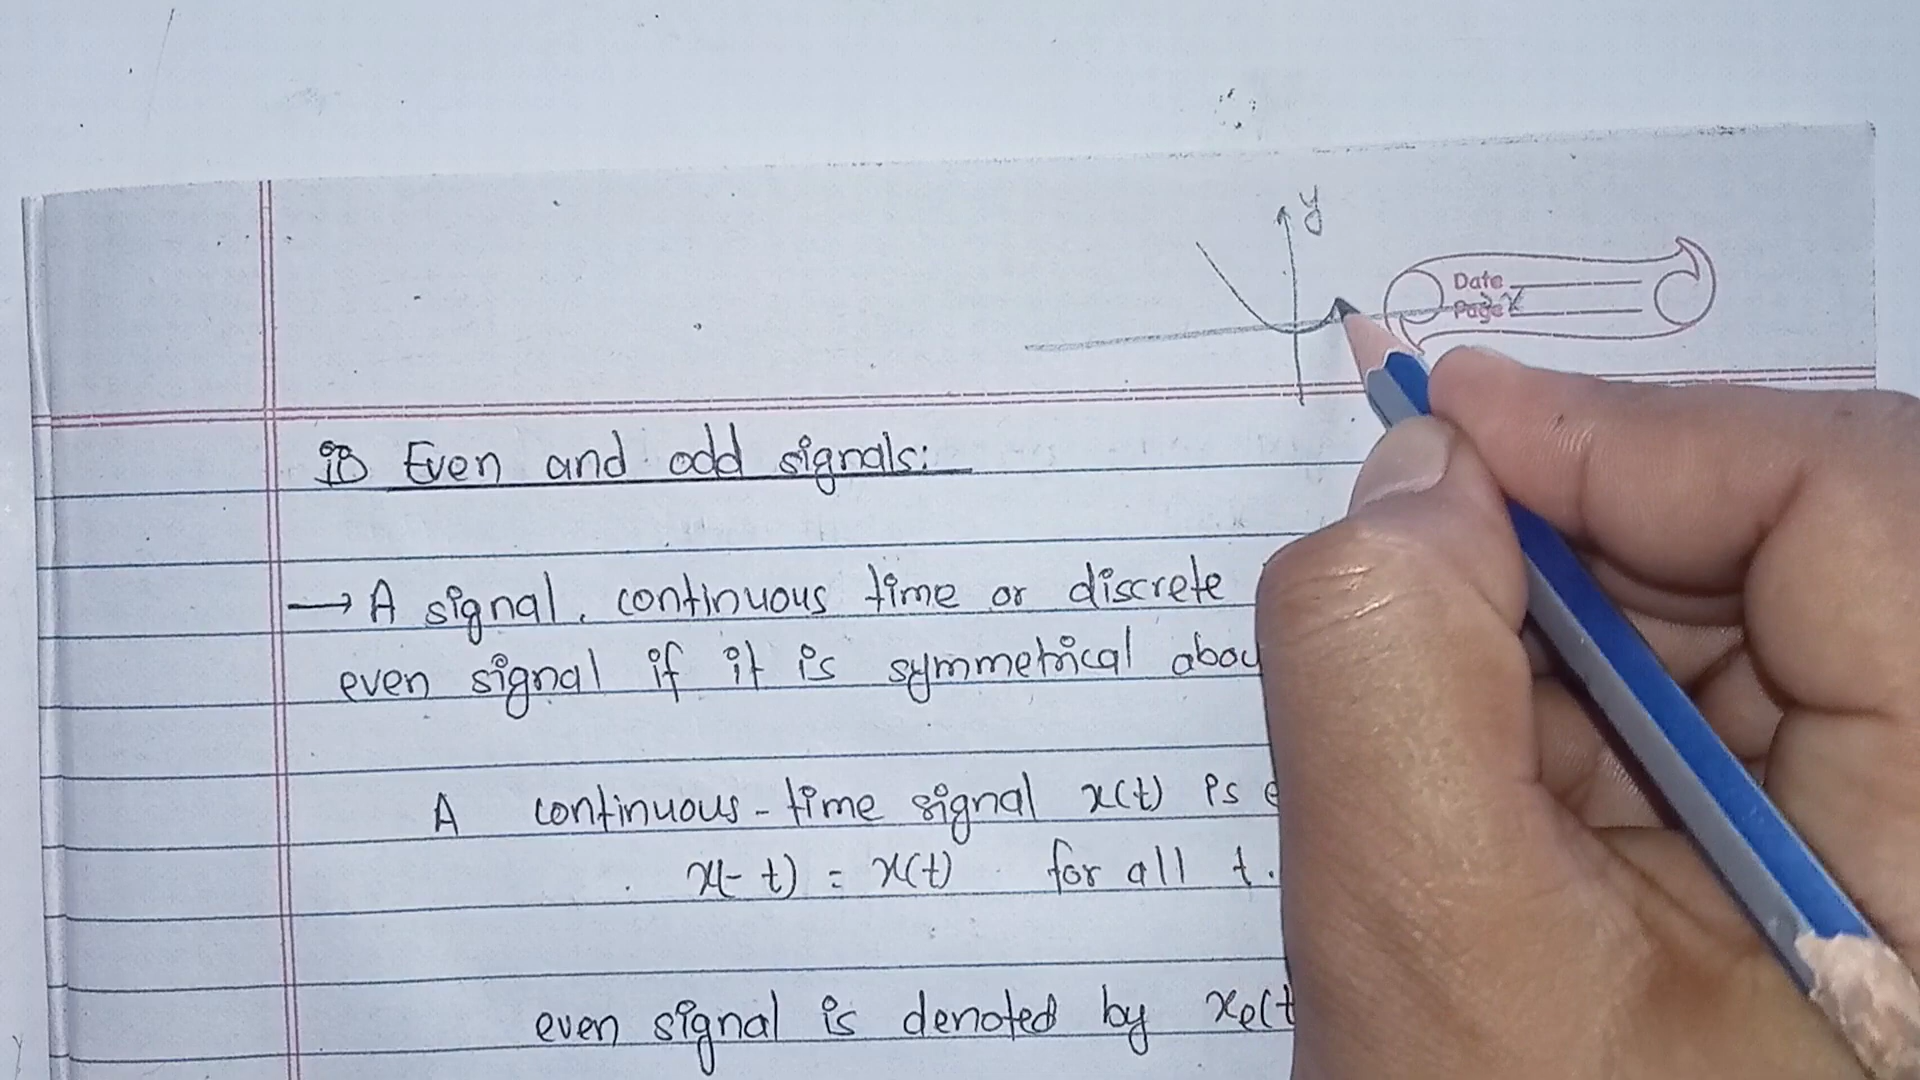 y
Date
Page x
ii) Even and odd signals:
→ A signal, continuous time or discrete
even signal if it is symmetrical abou
A continuous-time signal x(t) is e
x(-t) = x(t) for all t.
even signal is denoted by xe(t